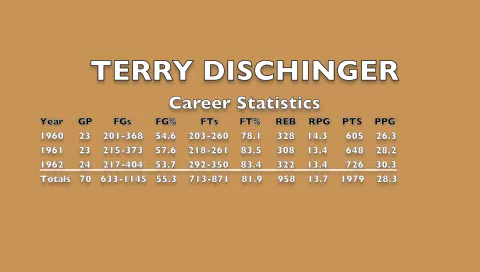 TERRY DISCHINGER
Career Statistics
Year GP FGs FG% FTs FT% REB RPG PTS PPG
1960 23 201-368 54.6 203-260 78.1 328 14.3 605 26.3
1961 23 215-373 57.6 218-261 83.5 308 13.4 648 28.2
1962 24 217-404 53.7 292-350 83.4 322 13.4 726 30.3
Totals 70 633-1145 55.3 713-871 81.9 958 13.7 1979 28.3